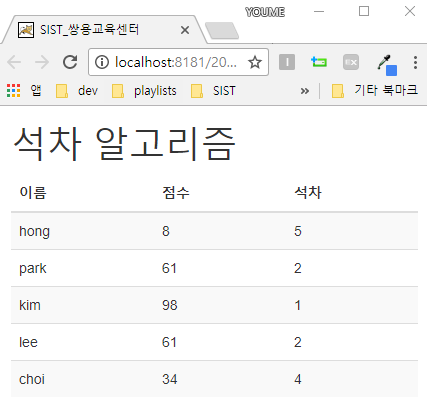 YOUME
SIST_쌍용교육센터
localhost:8181/20...
앱 dev playlists SIST » 기타 북마크
석차 알고리즘
이름 점수 석차
hong 8 5
park 61 2
kim 98 1
lee 61 2
choi 34 4